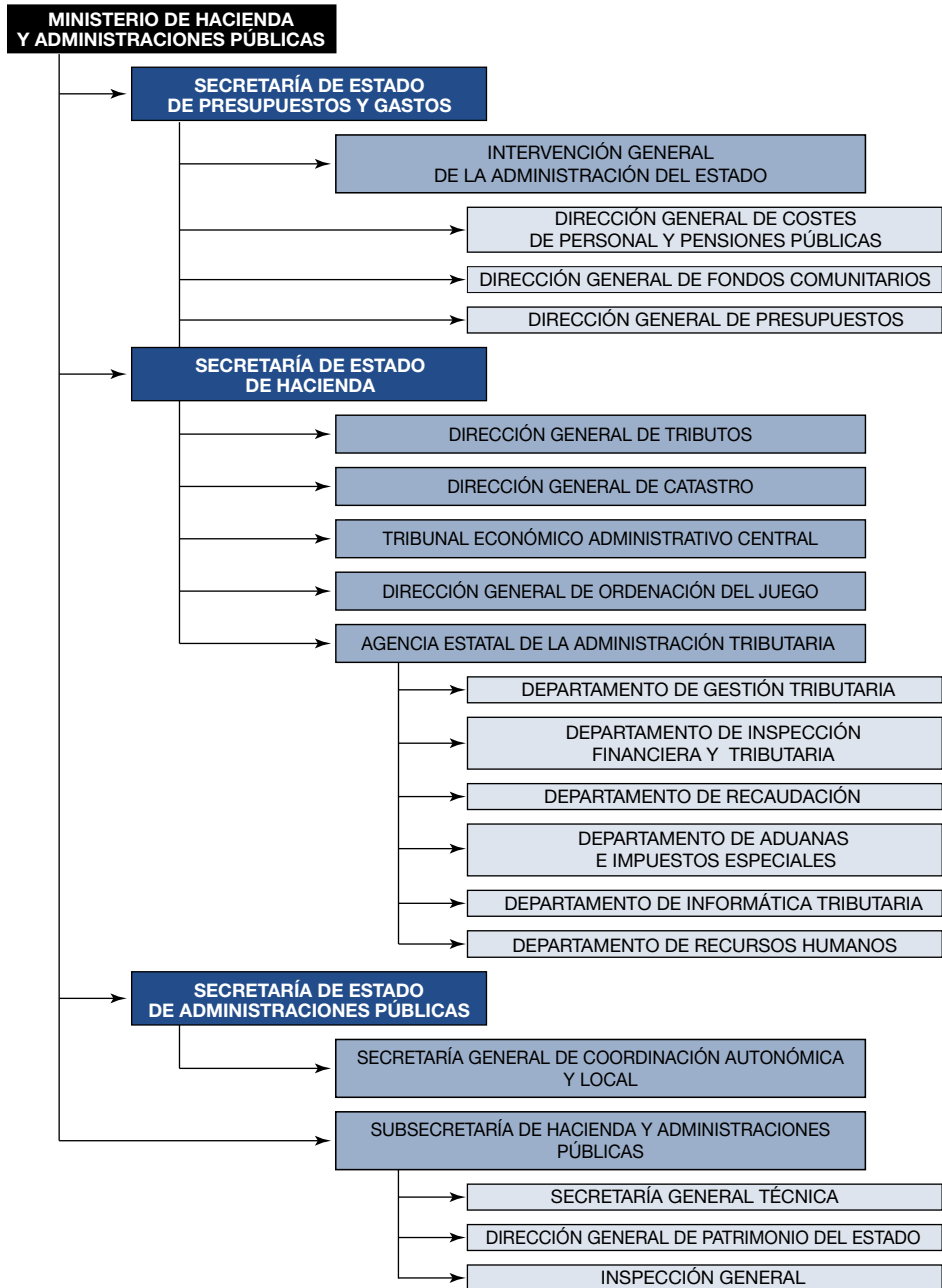 MINISTERIO DE HACIENDA
Y ADMINISTRACIONES PÚBLICAS
SECRETARÍA DE ESTADO
DE PRESUPUESTOS Y GASTOS
INTERVENCIÓN GENERAL
DE LA ADMINISTRACIÓN DEL ESTADO
DIRECCIÓN GENERAL DE COSTES
DE PERSONAL Y PENSIONES PÚBLICAS
DIRECCIÓN GENERAL DE FONDOS COMUNITARIOS
DIRECCIÓN GENERAL DE PRESUPUESTOS
SECRETARÍA DE ESTADO
DE HACIENDA
DIRECCIÓN GENERAL DE TRIBUTOS
DIRECCIÓN GENERAL DE CATASTRO
TRIBUNAL ECONÓMICO ADMINISTRATIVO CENTRAL
DIRECCIÓN GENERAL DE ORDENACIÓN DEL JUEGO
AGENCIA ESTATAL DE LA ADMINISTRACIÓN TRIBUTARIA
DEPARTAMENTO DE GESTIÓN TRIBUTARIA
DEPARTAMENTO DE INSPECCIÓN
FINANCIERA Y TRIBUTARIA
DEPARTAMENTO DE RECAUDACIÓN
DEPARTAMENTO DE ADUANAS
E IMPUESTOS ESPECIALES
DEPARTAMENTO DE INFORMÁTICA TRIBUTARIA
DEPARTAMENTO DE RECURSOS HUMANOS
SECRETARÍA DE ESTADO
DE ADMINISTRACIONES PÚBLICAS
SECRETARÍA GENERAL DE COORDINACIÓN AUTONÓMICA
Y LOCAL
SUBSECRETARÍA DE HACIENDA Y ADMINISTRACIONES
PÚBLICAS
SECRETARÍA GENERAL TÉCNICA
DIRECCIÓN GENERAL DE PATRIMONIO DEL ESTADO
INSPECCIÓN GENERAL